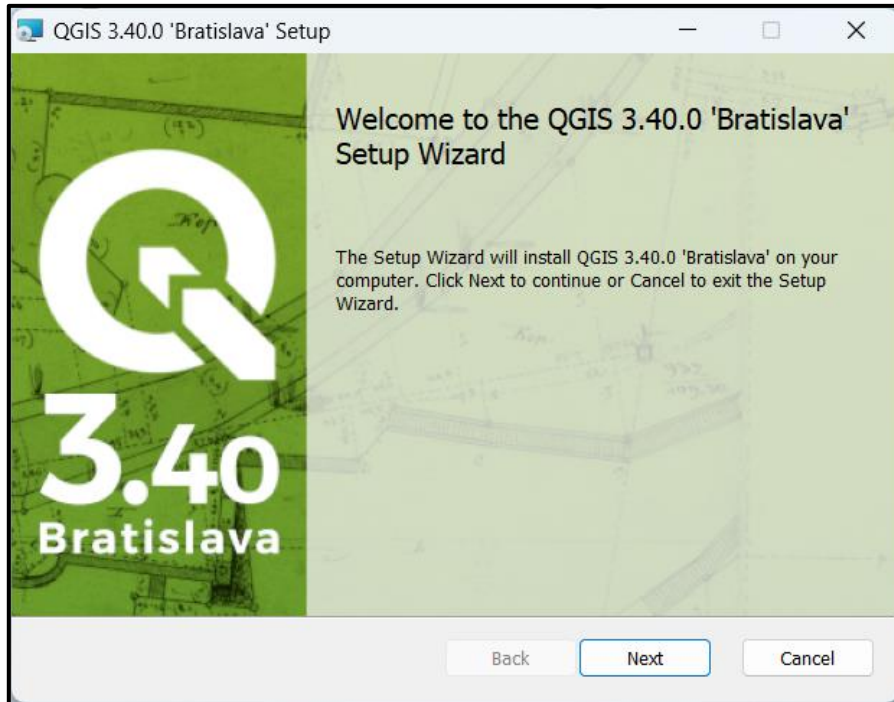 QGIS 3.40.0 'Bratislava' Setup
Welcome to the QGIS 3.40.0 'Bratislava'
Setup Wizard
The Setup Wizard will install QGIS 3.40.0 'Bratislava' on your
computer. Click Next to continue or Cancel to exit the Setup
Wizard.
3.40
Bratislava
Back
Next
Cancel